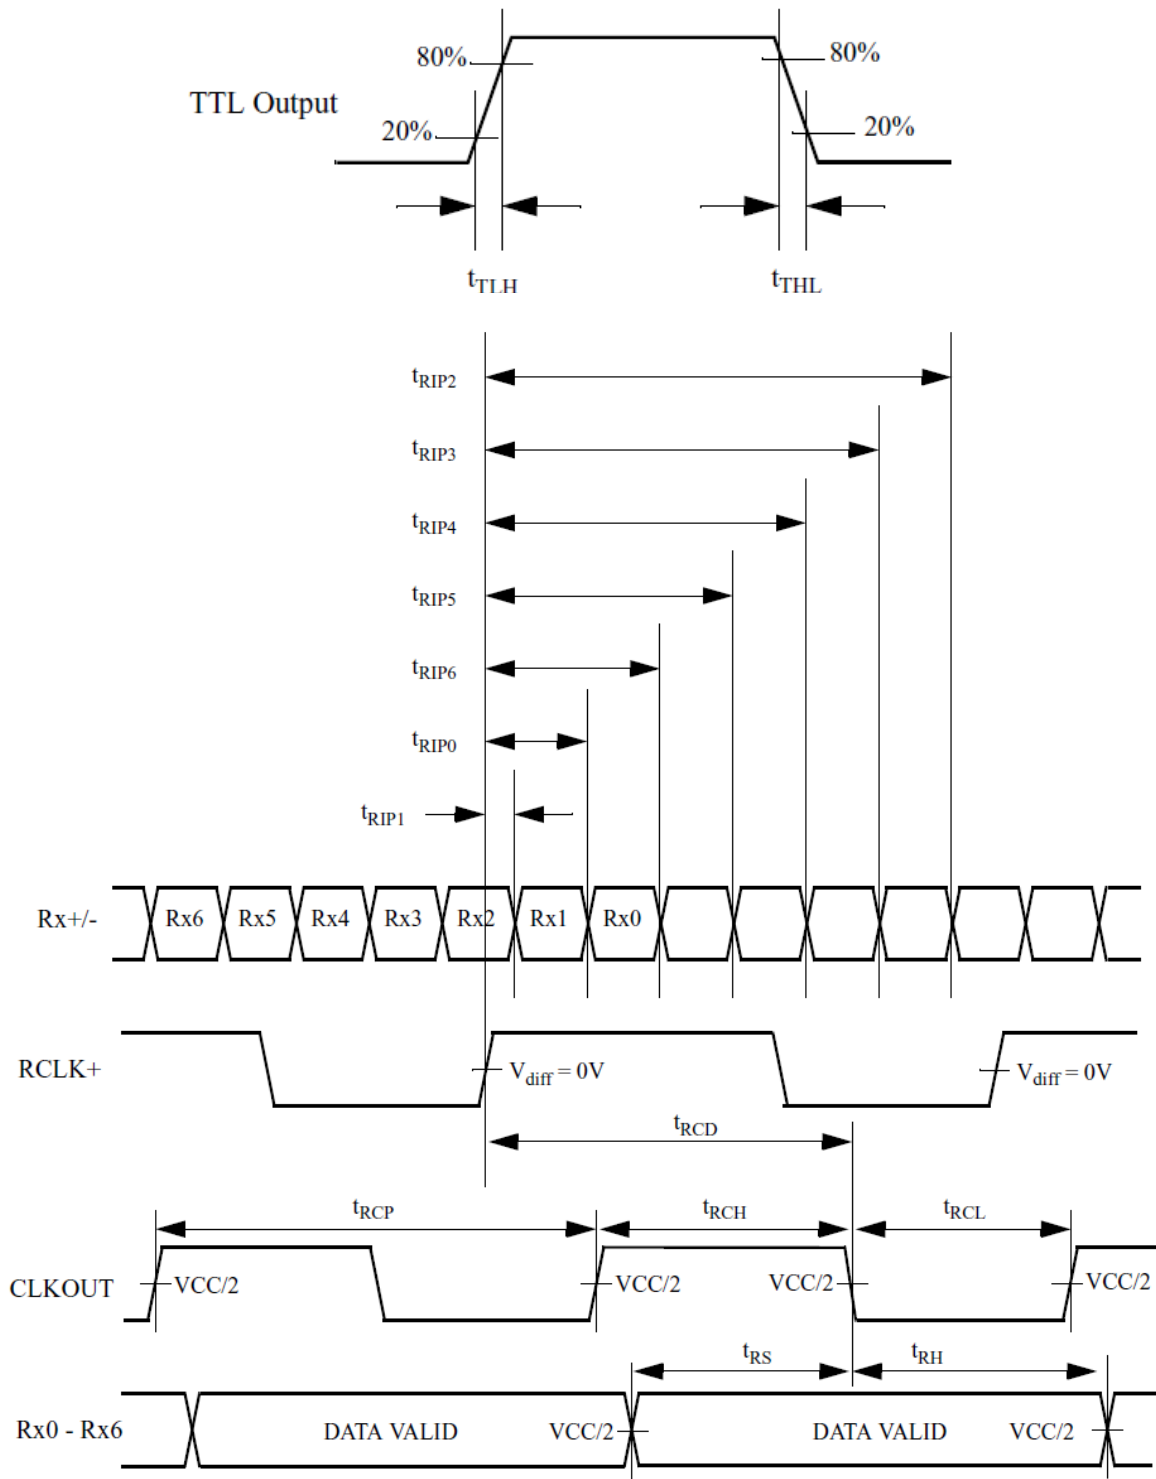 80% 80%
TTL Output
20% 20%
tTLH tTHL
tRIP2
tRIP3
tRIP4
tRIP5
tRIP6
tRIP0
tRIP1
Rx+/- Rx6 Rx5 Rx4 Rx3 Rx2 Rx1 Rx0
RCLK+ Vdiff = 0V Vdiff = 0V
tRCD
tRCP tRCH tRCL
CLKOUT VCC/2 VCC/2 VCC/2 VCC/2
tRS tRH
Rx0 - Rx6 DATA VALID VCC/2 DATA VALID VCC/2